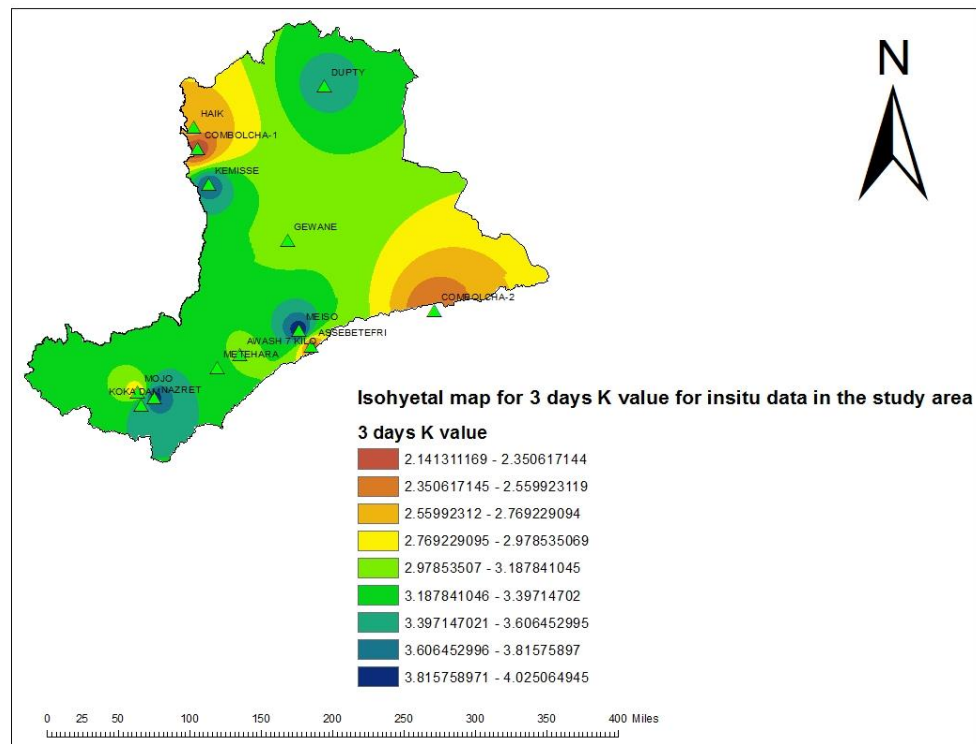 N
DUPTY
HAIK
COMBOLCHA-1
KEMISSE
GEWANE
COMBOLCHA-2
MEISO
ASSEBETEFRI
AWASH 7 KILO
METEHARA
MOJO
KOKA DAM
NAZRET
Isohyetal map for 3 days K value for insitu data in the study area
3 days K value
2.141311169 - 2.350617144
2.350617145 - 2.559923119
2.55992312 - 2.769229094
2.769229095 - 2.978535069
2.97853507 - 3.187841045
3.187841046 - 3.39714702
3.397147021 - 3.606452995
3.606452996 - 3.81575897
3.815758971 - 4.025064945
0 50 100 150 200 250 300 350 400 Miles